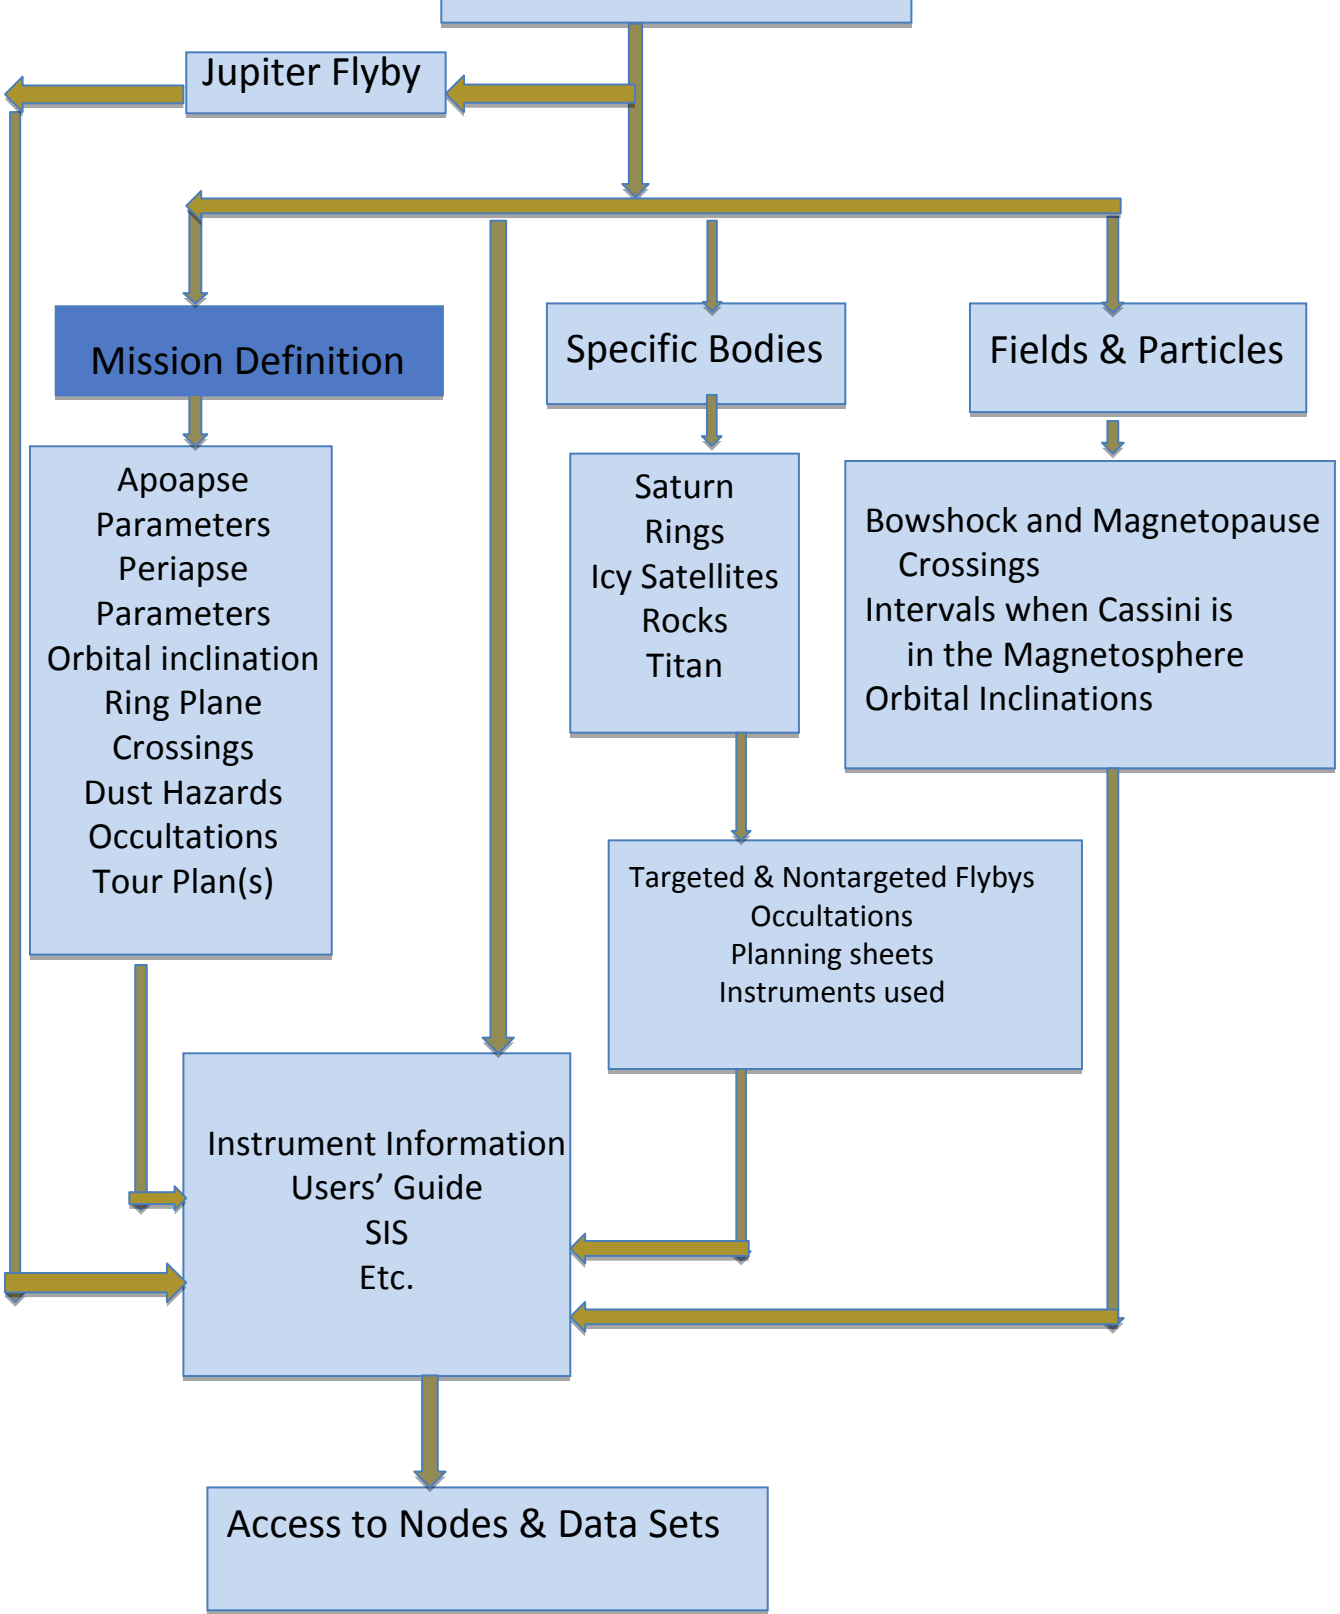 Jupiter Flyby
Mission Definition
Specific Bodies
Fields & Particles
Apoapse
Parameters
Periapse
Parameters
Orbital inclination
Ring Plane
Crossings
Dust Hazards
Occultations
Tour Plan(s)
Saturn
Rings
Icy Satellites
Rocks
Titan
Bowshock and Magnetopause
Crossings
Intervals when Cassini is
in the Magnetosphere
Orbital Inclinations
Targeted & Nontargeted Flybys
Occultations
Planning sheets
Instruments used
Instrument Information
Users’ Guide
SIS
Etc.
Access to Nodes & Data Sets